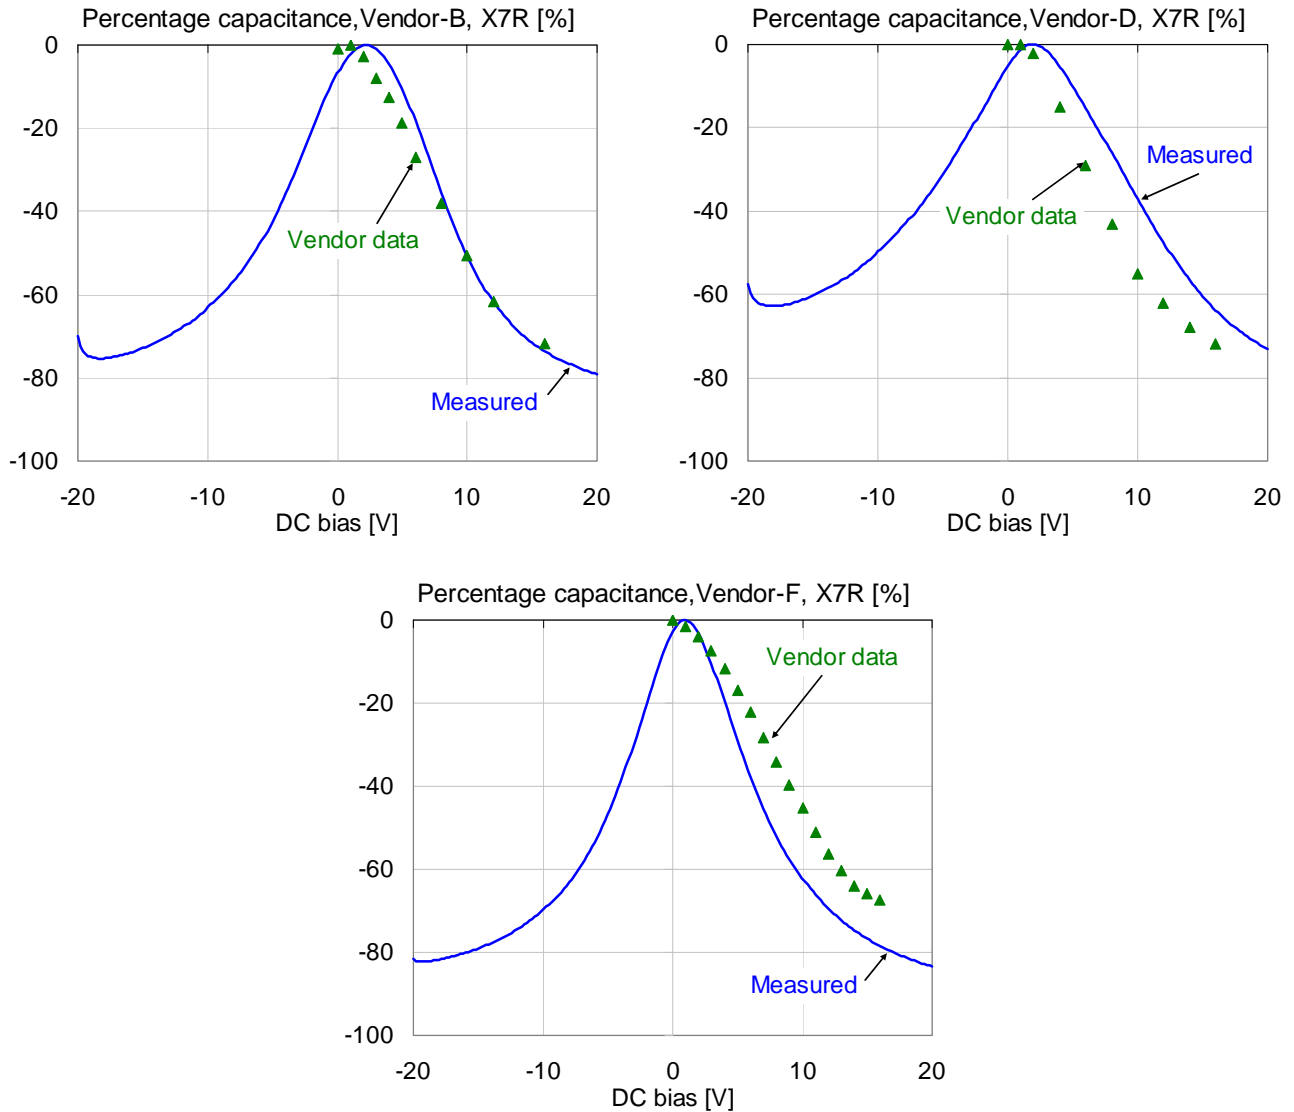 Percentage capacitance,Vendor-B, X7R [%]
0
-20
-40
-60
-80
-100
Vendor data
Measured
-20 -10 0 10 20
DC bias [V]
Percentage capacitance,Vendor-D, X7R [%]
0
-20
-40
-60
-80
-100
Measured
Vendor data
-20 -10 0 10 20
DC bias [V]
Percentage capacitance,Vendor-F, X7R [%]
0
-20
-40
-60
-80
-100
Vendor data
Measured
-20 -10 0 10 20
DC bias [V]